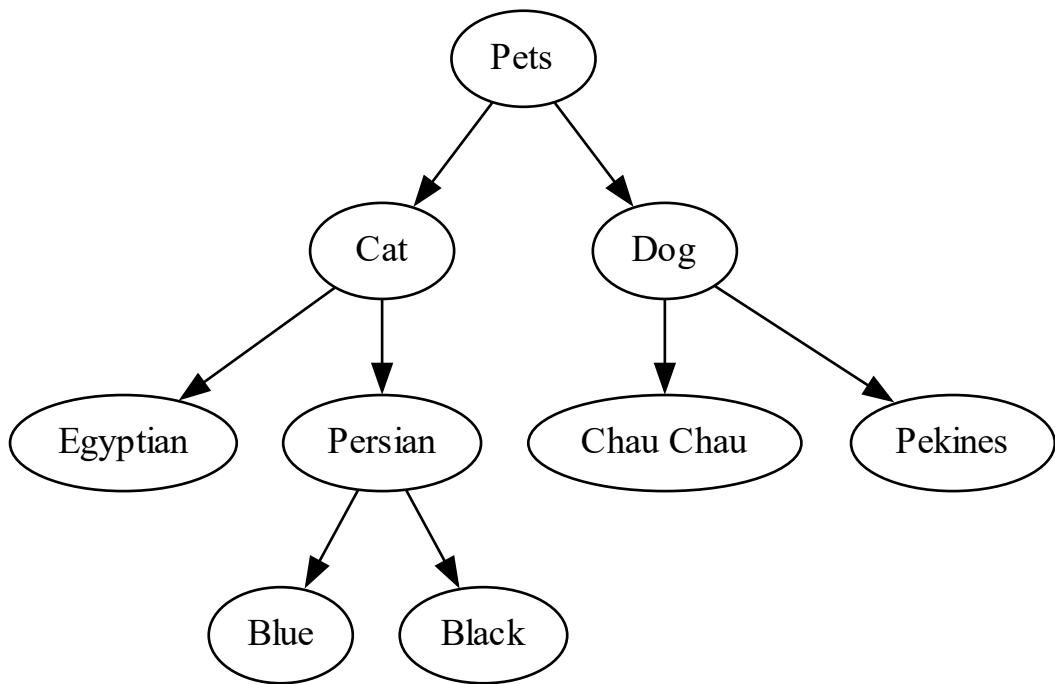 Pets
Cat
Dog
Egyptian
Persian
Chau Chau
Pekines
Blue
Black